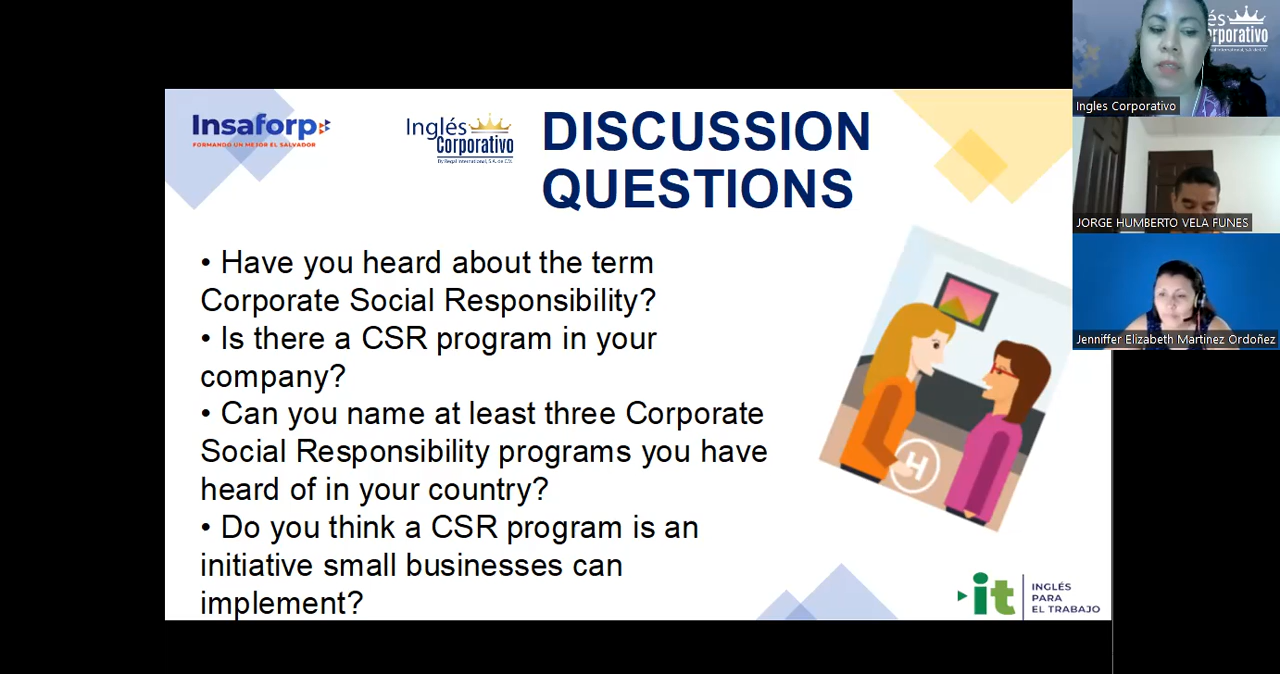 Insaforp
FORMANDO UN MEJOR EL SALVADOR
Inglés
Corporativo
DISCUSSION
QUESTIONS
• Have you heard about the term
Corporate Social Responsibility?
• Is there a CSR program in your
company?
• Can you name at least three Corporate
Social Responsibility programs you have
heard of in your country?
• Do you think a CSR program is an
initiative small businesses can
implement?
it
INGLÉS
PARA
EL TRABAJO
Ingles Corporativo
JORGE HUMBERTO VELA FUNES
Jenniffer Elizabeth Martinez Ordoñez